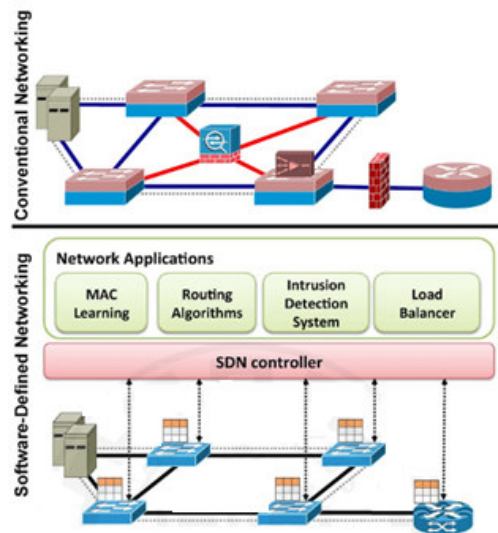 Conventional Networking
Software-Defined Networking
Network Applications
MAC
Learning
Routing
Algorithms
Intrusion
Detection
System
Load
Balancer
SDN controller